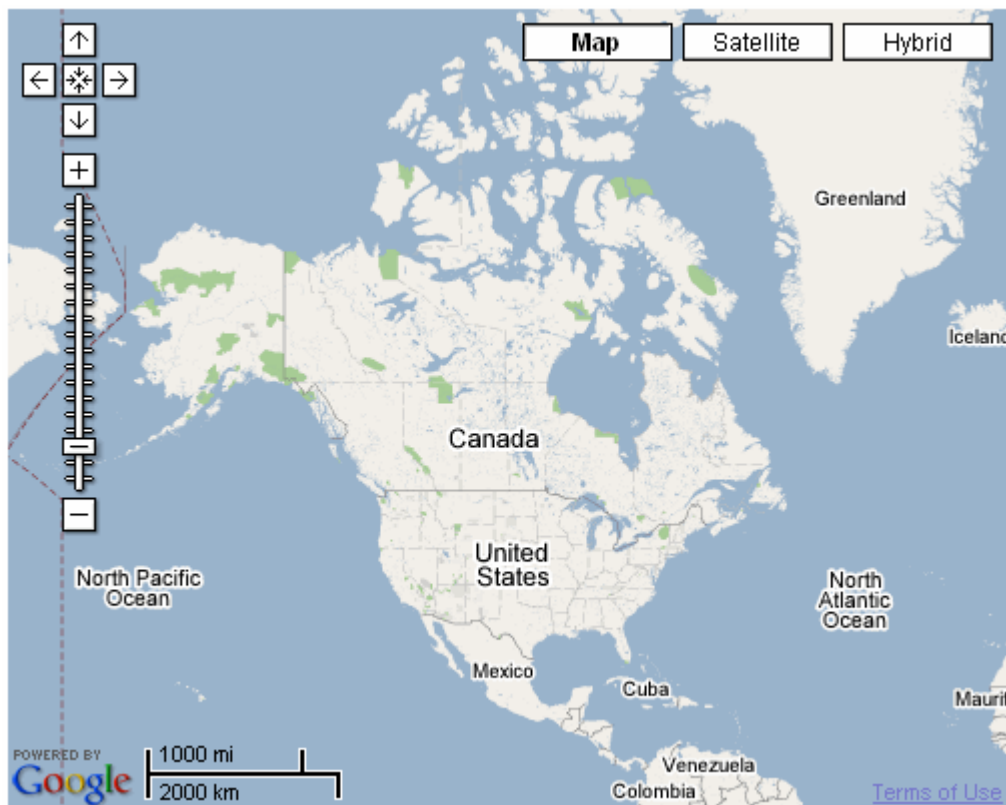 Map
Satellite
Hybrid
Greenland
Iceland
Canada
United
States
North Pacific
Ocean
North
Atlantic
Ocean
Mexico
Cuba
Maurit
Venezuela
Colombia
POWERED BY
Google
1000 mi
2000 km
Terms of Use